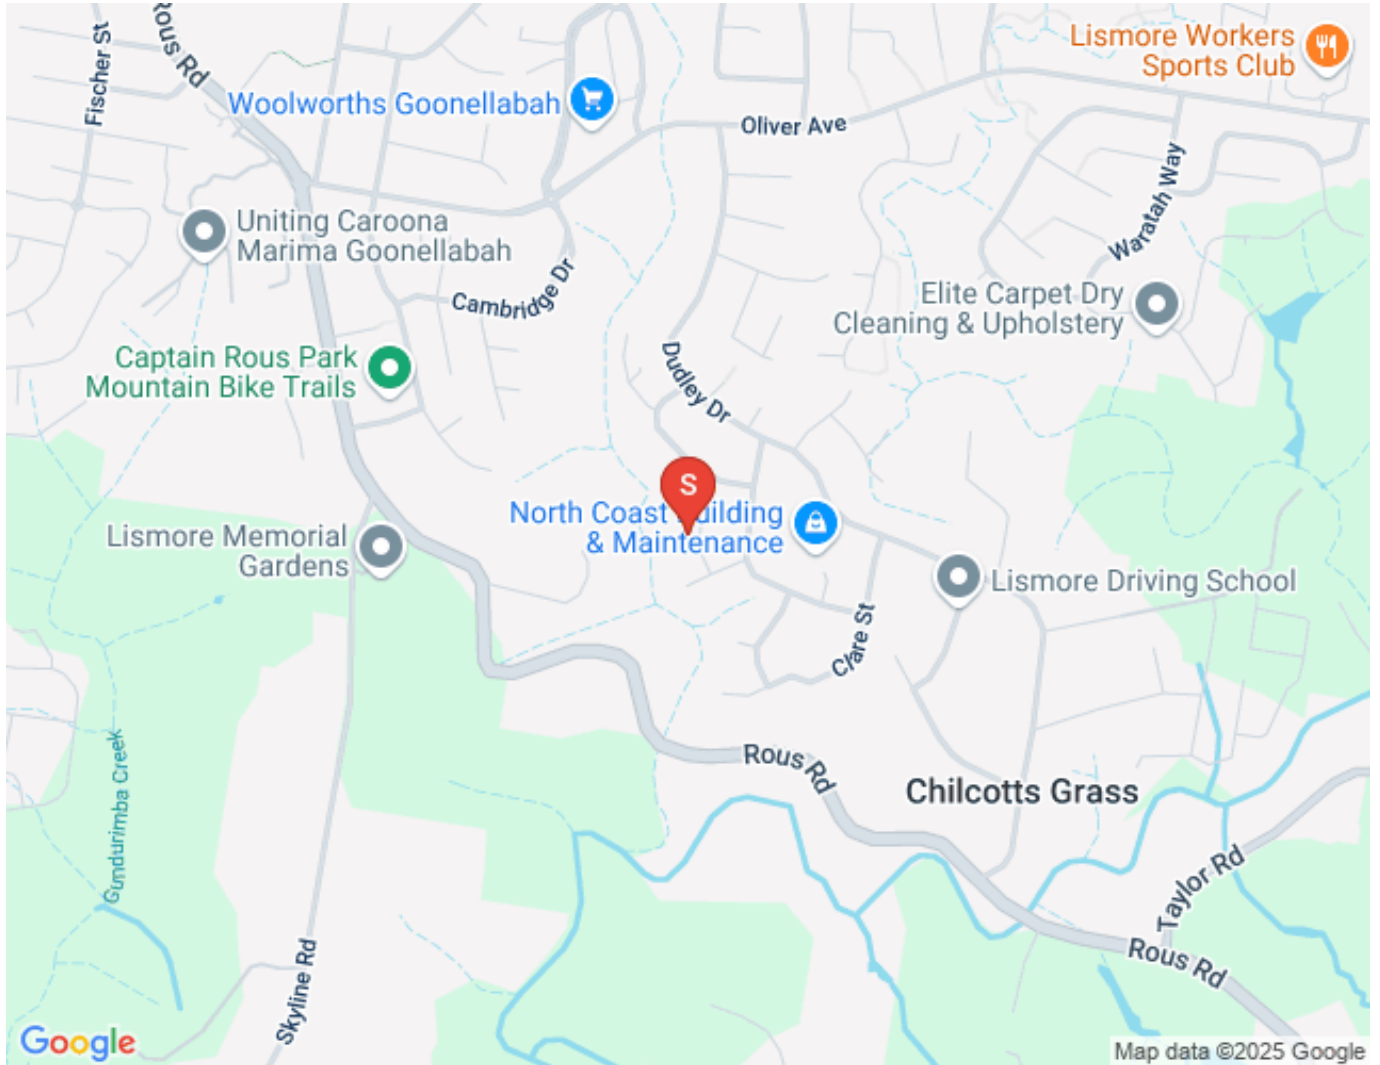 Rous Rd
Fischer St
Lismore Workers
Sports Club
Woolworths Goonellabah
Oliver Ave
Waratah Way
Uniting Caroona
Marima Goonellabah
Cambridge Dr
Elite Carpet Dry
Cleaning & Upholstery
Captain Rous Park
Mountain Bike Trails
Dudley Dr
S
North Coast Building
& Maintenance
Lismore Memorial
Gardens
Lismore Driving School
Clare St
Rous Rd
Chilcotts Grass
Gundurimba Creek
Taylor Rd
Rous Rd
Skyline Rd
Google
Map data ©2025 Google